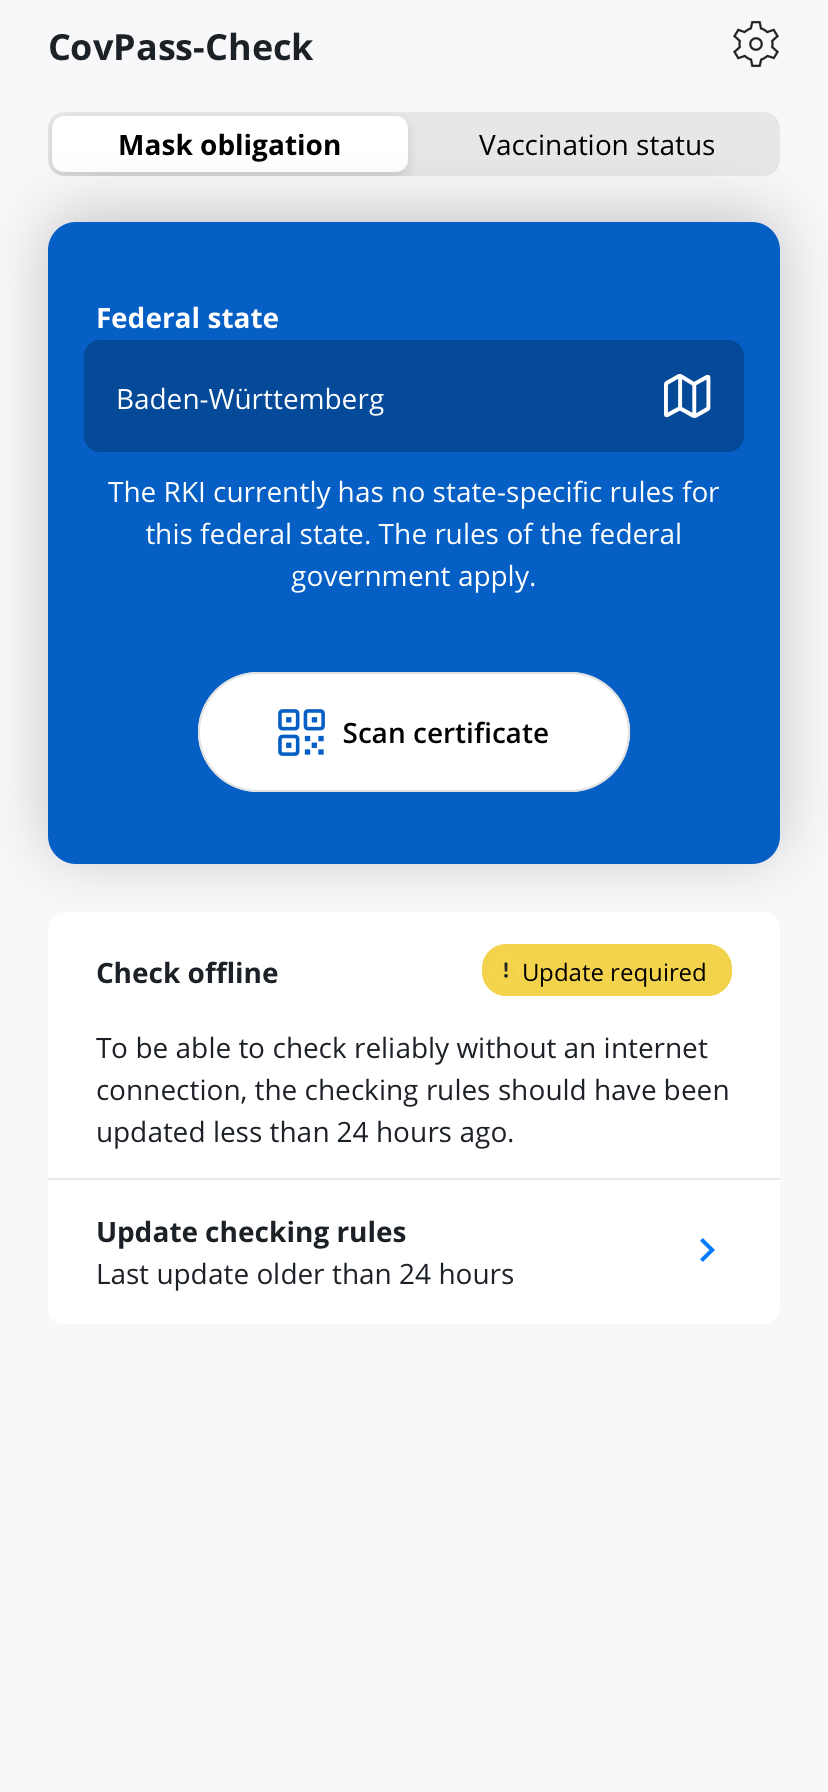 CovPass-Check
Mask obligation
Vaccination status
Federal state
Baden-Württemberg
The RKI currently has no state-specific rules for
this federal state. The rules of the federal
government apply.
Scan certificate
Check offline
! Update required
To be able to check reliably without an internet
connection, the checking rules should have been
updated less than 24 hours ago.
Update checking rules
Last update older than 24 hours